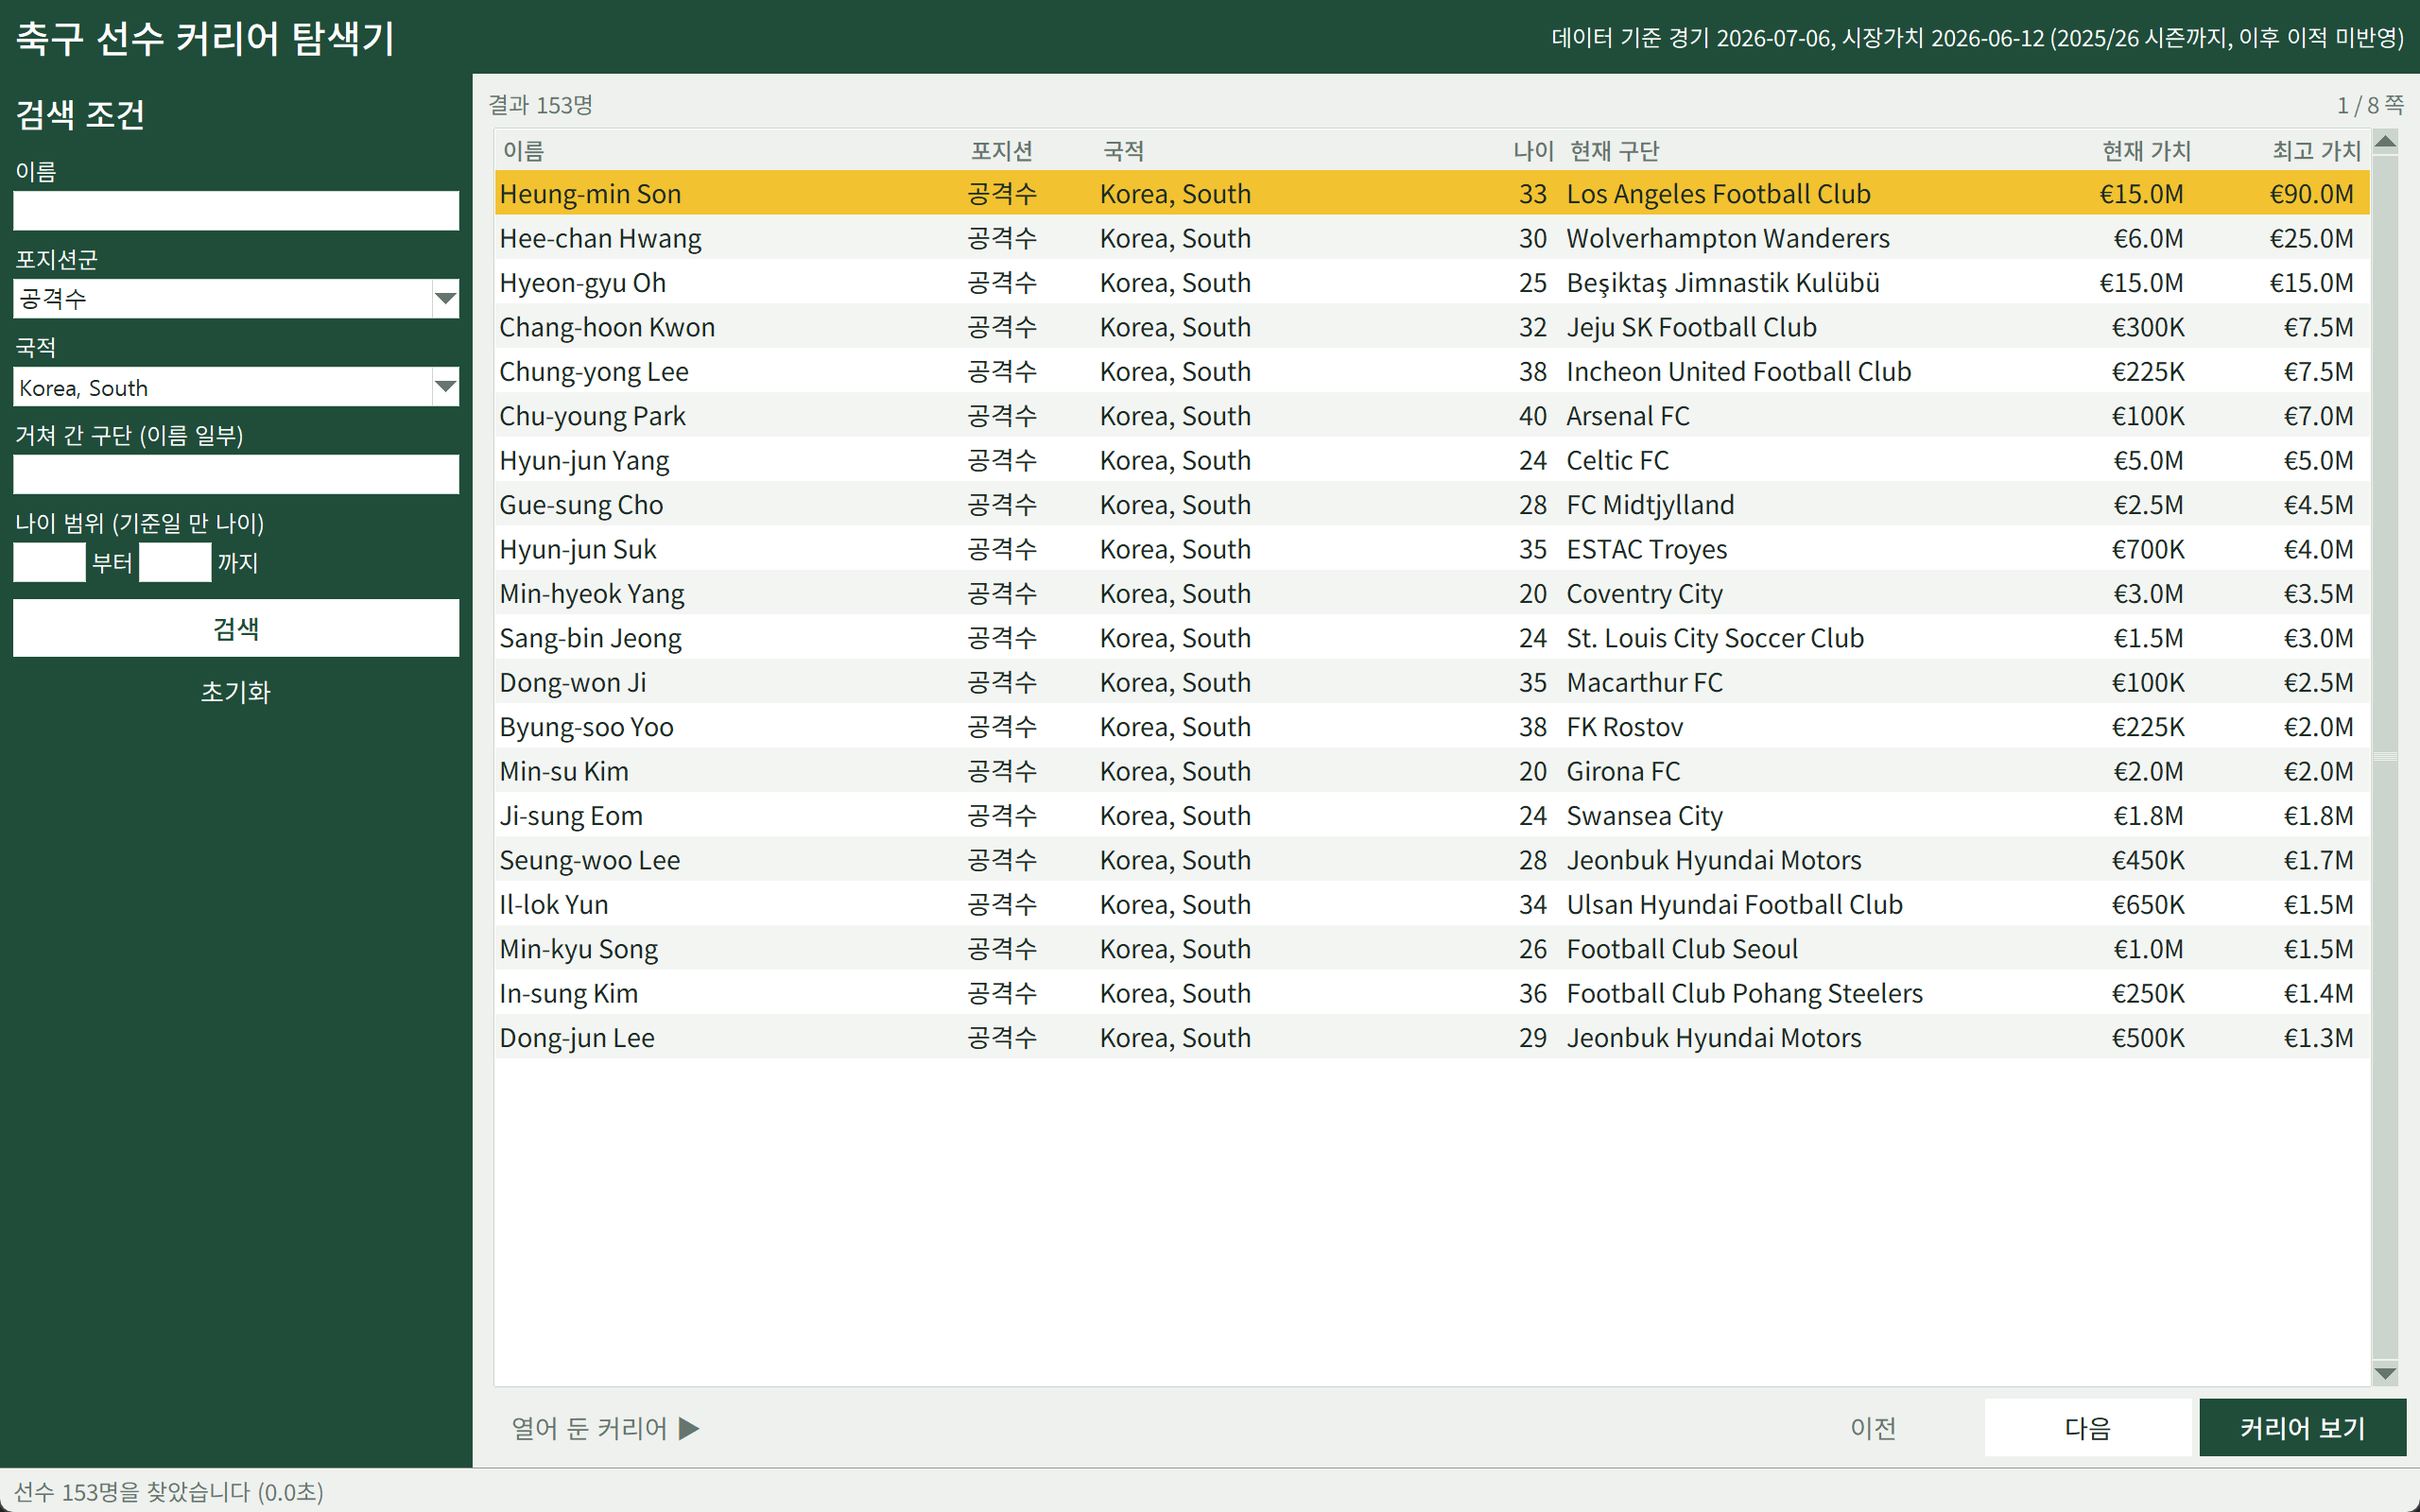 축구 선수 커리어 탐색기
데이터 기준 경기 2026-07-06, 시장가치 2026-06-12 (2025/26 시즌까지, 이후 이적 미반영)
검색 조건
이름
포지션군
공격수
국적
Korea, South
거쳐 간 구단 (이름 일부)
나이 범위 (기준일 만 나이)
부터 까지
검색
초기화
결과 153명 1 / 8 쪽
이름 포지션 국적 나이 현재 구단 현재 가치 최고 가치
Heung-min Son 공격수 Korea, South 33 Los Angeles Football Club €15.0M €90.0M
Hee-chan Hwang 공격수 Korea, South 30 Wolverhampton Wanderers €6.0M €25.0M
Hyeon-gyu Oh 공격수 Korea, South 25 Beşiktaş Jimnastik Kulübü €15.0M €15.0M
Chang-hoon Kwon 공격수 Korea, South 32 Jeju SK Football Club €300K €7.5M
Chung-yong Lee 공격수 Korea, South 38 Incheon United Football Club €225K €7.5M
Chu-young Park 공격수 Korea, South 40 Arsenal FC €100K €7.0M
Hyun-jun Yang 공격수 Korea, South 24 Celtic FC €5.0M €5.0M
Gue-sung Cho 공격수 Korea, South 28 FC Midtjylland €2.5M €4.5M
Hyun-jun Suk 공격수 Korea, South 35 ESTAC Troyes €700K €4.0M
Min-hyeok Yang 공격수 Korea, South 20 Coventry City €3.0M €3.5M
Sang-bin Jeong 공격수 Korea, South 24 St. Louis City Soccer Club €1.5M €3.0M
Dong-won Ji 공격수 Korea, South 35 Macarthur FC €100K €2.5M
Byung-soo Yoo 공격수 Korea, South 38 FK Rostov €225K €2.0M
Min-su Kim 공격수 Korea, South 20 Girona FC €2.0M €2.0M
Ji-sung Eom 공격수 Korea, South 24 Swansea City €1.8M €1.8M
Seung-woo Lee 공격수 Korea, South 28 Jeonbuk Hyundai Motors €450K €1.7M
Il-lok Yun 공격수 Korea, South 34 Ulsan Hyundai Football Club €650K €1.5M
Min-kyu Song 공격수 Korea, South 26 Football Club Seoul €1.0M €1.5M
In-sung Kim 공격수 Korea, South 36 Football Club Pohang Steelers €250K €1.4M
Dong-jun Lee 공격수 Korea, South 29 Jeonbuk Hyundai Motors €500K €1.3M
열어 둔 커리어 ▶ 이전 다음 커리어 보기
선수 153명을 찾았습니다 (0.0초)